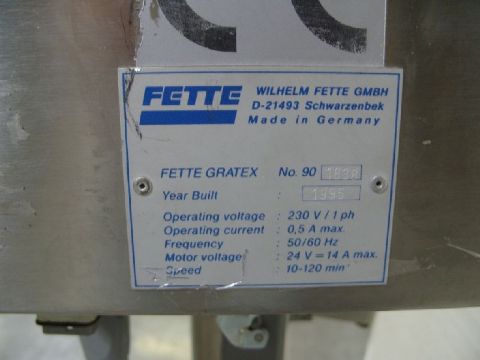 CE
FETTE
WILHELM FETTE GMBH
D-21493 Schwarzenbek
Made in Germany
FETTE GRATEX No. 90 1838
Year Built : 1995
Operating voltage : 230 V / 1 ph
Operating current : 0,5 A max.
Frequency : 50/60 Hz
Motor voltage : 24 V = 14 A max.
Speed : 10-120 min⁻